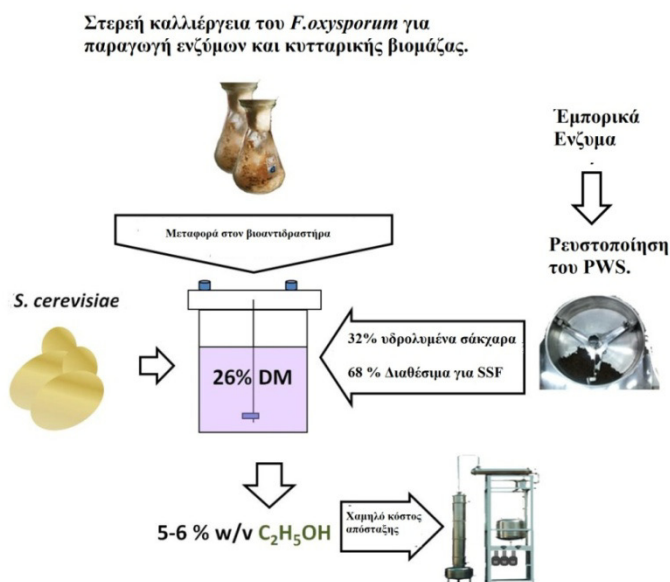 Στερεή καλλιέργεια του F.oxysporum για
παραγωγή ενζύμων και κυτταρικής βιομάζας.
Έμπορικά
Ενζυμα
Μεταφορά στον βιοαντιδραστήρα
Ρευστοποίηση
του PWS.
S. cerevisiae
32% υδρολυμένα σάκχαρα
68 % Διαθέσιμα για SSF
26% DM
5-6 % w/v C₂H₅OH
Χαμηλό κόστος
απόσταξης